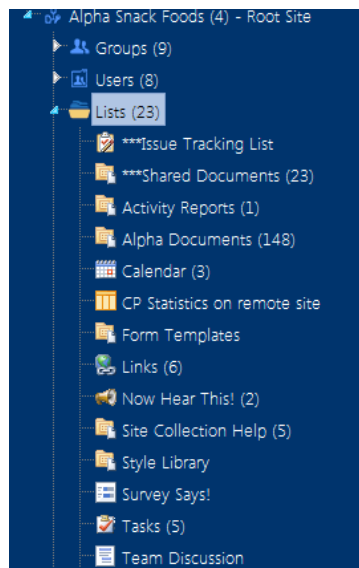 Alpha Snack Foods (4) - Root Site
Groups (9)
Users (8)
Lists (23)
***Issue Tracking List
***Shared Documents (23)
Activity Reports (1)
Alpha Documents (148)
Calendar (3)
CP Statistics on remote site
Form Templates
Links (6)
Now Hear This! (2)
Site Collection Help (5)
Style Library
Survey Says!
Tasks (5)
Team Discussion